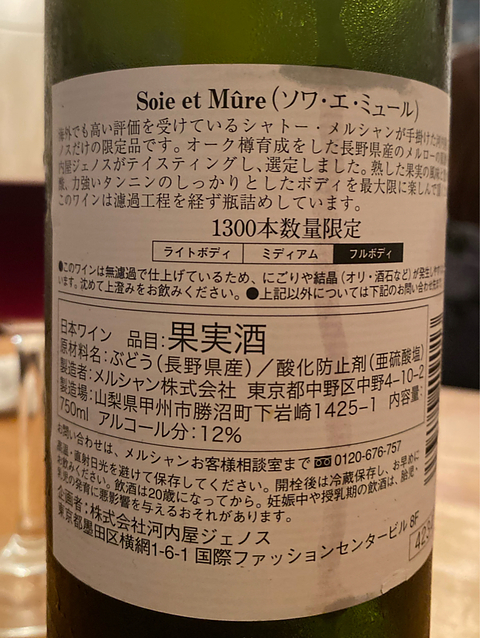 Soie et Mûre (ソワ・エ・ミュール)
海外でも高い評価を受けているシャトー・メルシャンが手掛けた
ノスだけの限定品です。オーク樽育成をした長野県産のメルローの
内屋ジェノスがテイスティングし、選定しました。熟した果実の風味と
酸、力強いタンニンのしっかりとしたボディを最大限に楽しんで
このワインは濾過工程を経ず瓶詰めしています。
1300本数量限定
ライトボディ ミディアム フルボディ
●このワインは無濾過で仕上げているため、にごりや結晶(オリ・酒石など)が発生
います。沈めて上澄みをお飲みください。●上記以外については下記のお問い合わせ
日本ワイン 品目:果実酒
原材料名:ぶどう(長野県産)/酸化防止剤(亜硫酸塩)
製造者:メルシャン株式会社 東京都中野区中野4-10-2
製造場:山梨県甲州市勝沼町下岩崎1425-1 内容量:
750ml アルコール分:12%
お問い合わせは、メルシャンお客様相談室まで 0120-676-757
高温・直射日光を避けて保存してください。開栓後は冷蔵保存し、お早めに
お飲みください。飲酒は20歳になってから。妊娠中や授乳期の飲酒は、胎児・
乳児の発育に悪影響を与えるおそれがあります。
企画者:株式会社河内屋ジェノス
東京都墨田区横網1-6-1 国際ファッションセンタービル 8F